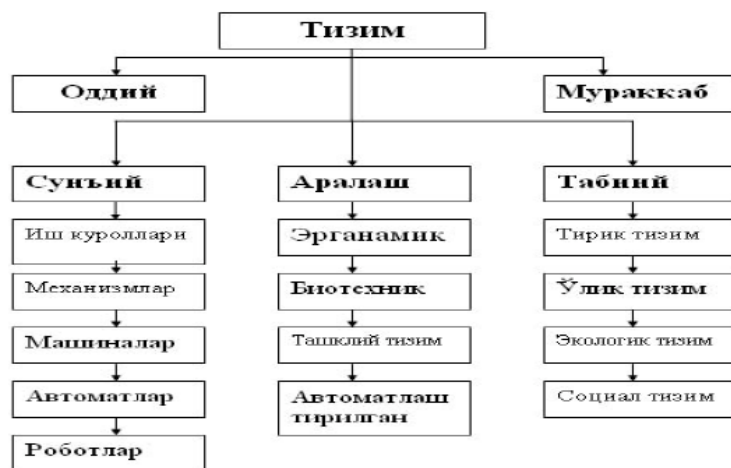 Тизим
Оддий
Мураккаб
Сунъий
Аралаш
Табиий
Иш куроллари
Эрганамик
Тирик тизим
Механизмлар
Биотехник
Ўлик тизим
Машиналар
Ташклий тизим
Экологик тизим
Автоматлар
Автоматлаш
тирилган
Социал тизим
Роботлар